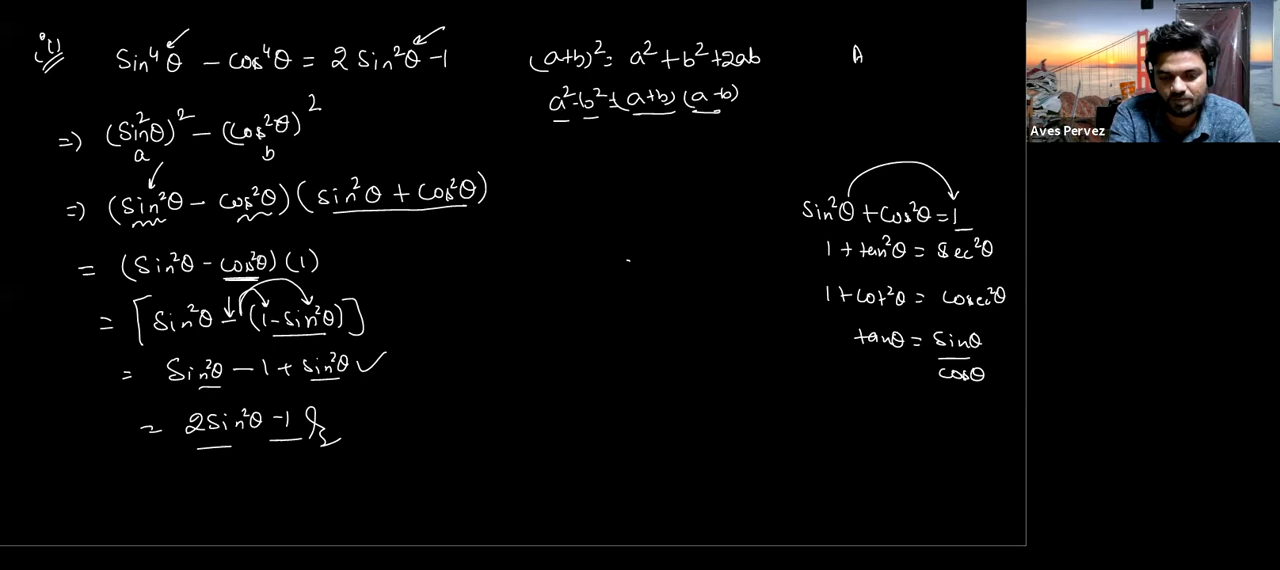 ii) Sin⁴θ - cos⁴θ = 2 Sin²θ -1
(a+b)² = a² + b² + 2ab
A
a² - b² = (a+b) (a-b)
=) (Sin²θ)² - (Cos²θ)²
a b
=) (Sin²θ - cos²θ) (sin²θ + cos²θ)
= (Sin²θ - cos²θ) (1)
= [Sin²θ - (1 - sin²θ)]
= Sin²θ - 1 + sin²θ ✓
= 2Sin²θ -1
Sin²θ + cos²θ = 1
1 + tan²θ = sec²θ
1 + cot²θ = cosec²θ
tanθ = sinθ
cosθ
Aves Pervez